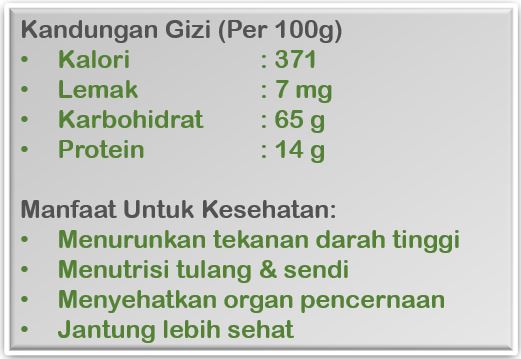 Kandungan Gizi (Per 100g)
• Kalori : 371
• Lemak : 7 mg
• Karbohidrat : 65 g
• Protein : 14 g
Manfaat Untuk Kesehatan:
• Menurunkan tekanan darah tinggi
• Menutrisi tulang & sendi
• Menyehatkan organ pencernaan
• Jantung lebih sehat